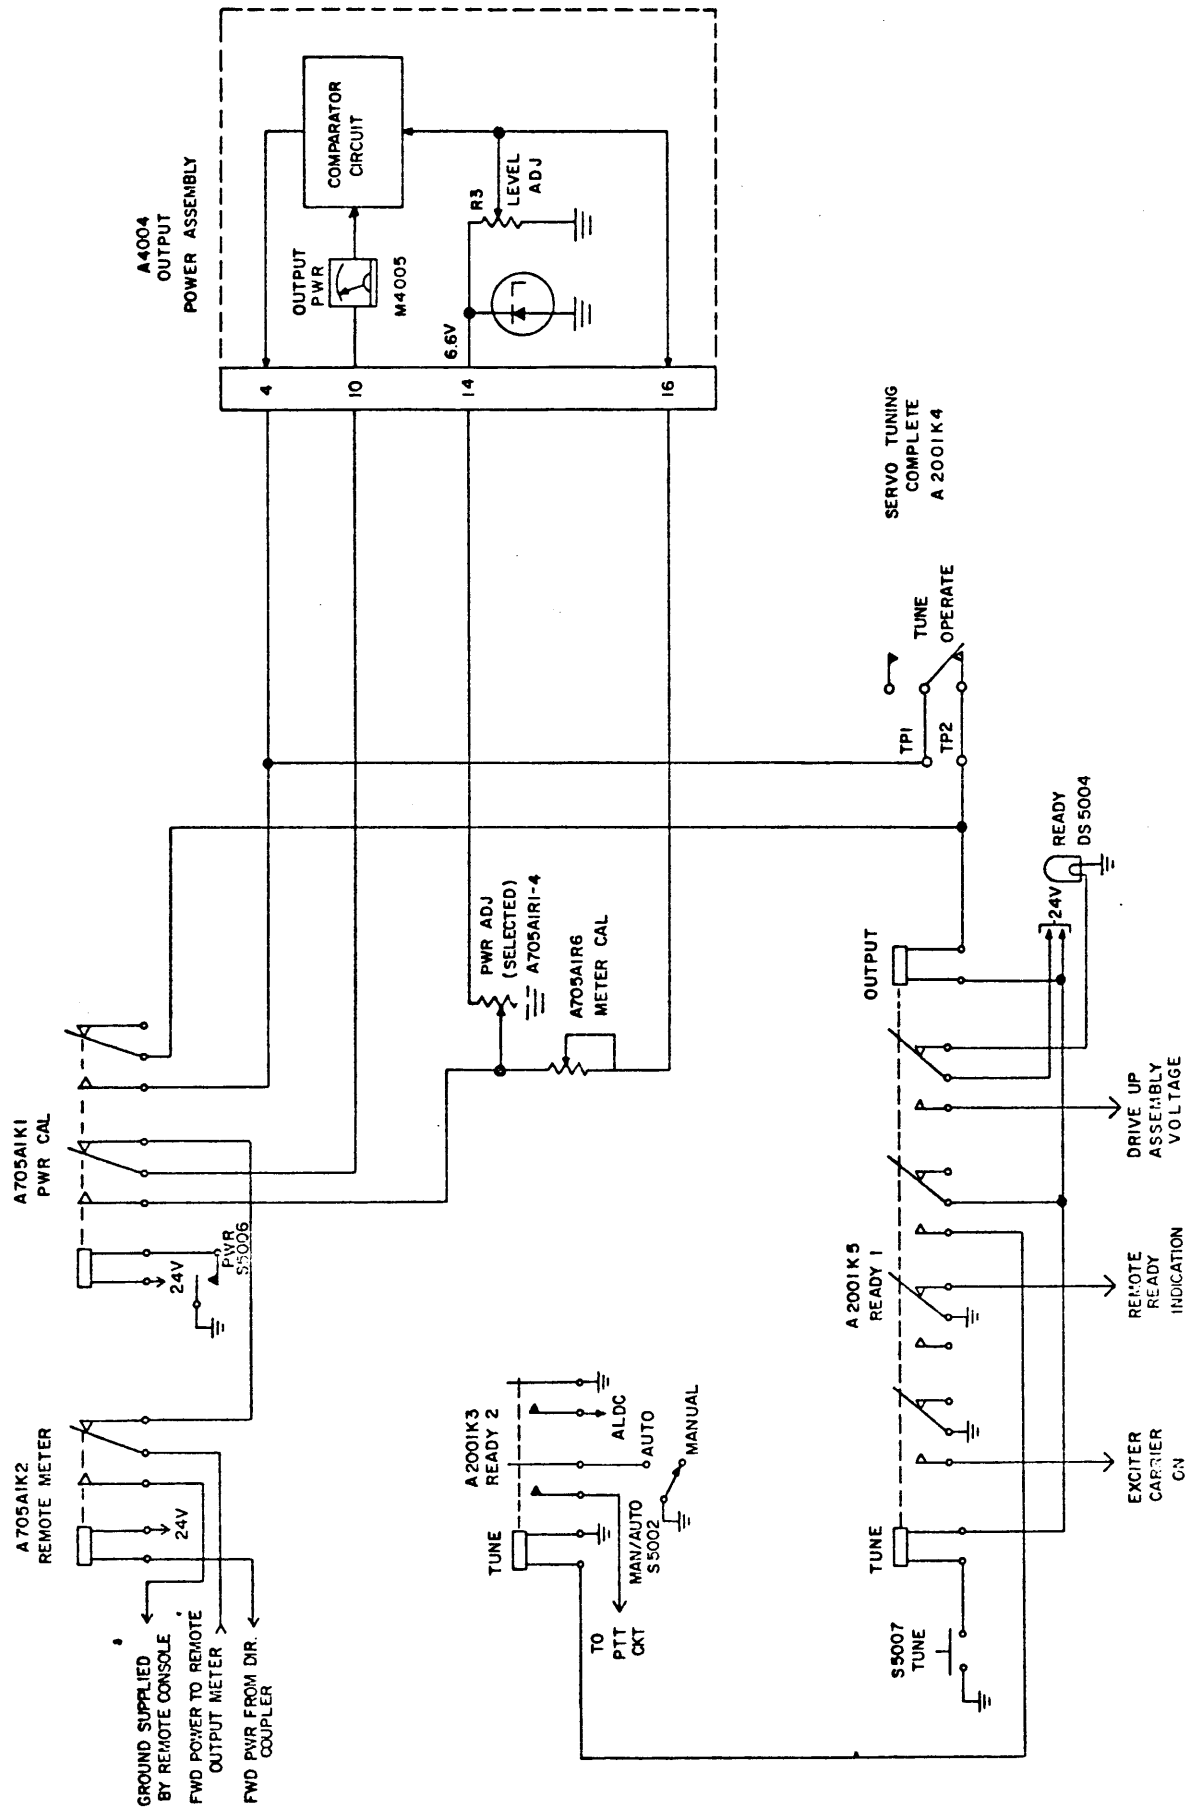 A4004
OUTPUT
POWER ASSEMBLY
COMPARATOR
CIRCUIT
OUTPUT
PWR
M4005
R3
LEVEL
ADJ
6.6V
4
10
14
16
SERVO TUNING
COMPLETE
A2001K4
TUNE
OPERATE
TP1
TP2
READY
DS5004
-24V
PWR ADJ
(SELECTED)
A705A1R1-4
A705A1R6
METER CAL
A705A1K1
PWR CAL
24V
PWR
S5006
A705A1K2
REMOTE METER
24V
GROUND SUPPLIED
BY REMOTE CONSOLE
FWD POWER TO REMOTE
OUTPUT METER
FWD PWR FROM DIR.
COUPLER
A2001K3
READY 2
TUNE
ALDC
AUTO
MANUAL
MAN/AUTO
S5002
TO
PTT
CKT
OUTPUT
A2001K5
READY 1
TUNE
S5007
TUNE
DRIVE UP
ASSEMBLY
VOLTAGE
REMOTE
READY
INDICATION
EXCITER
CARRIER
ON